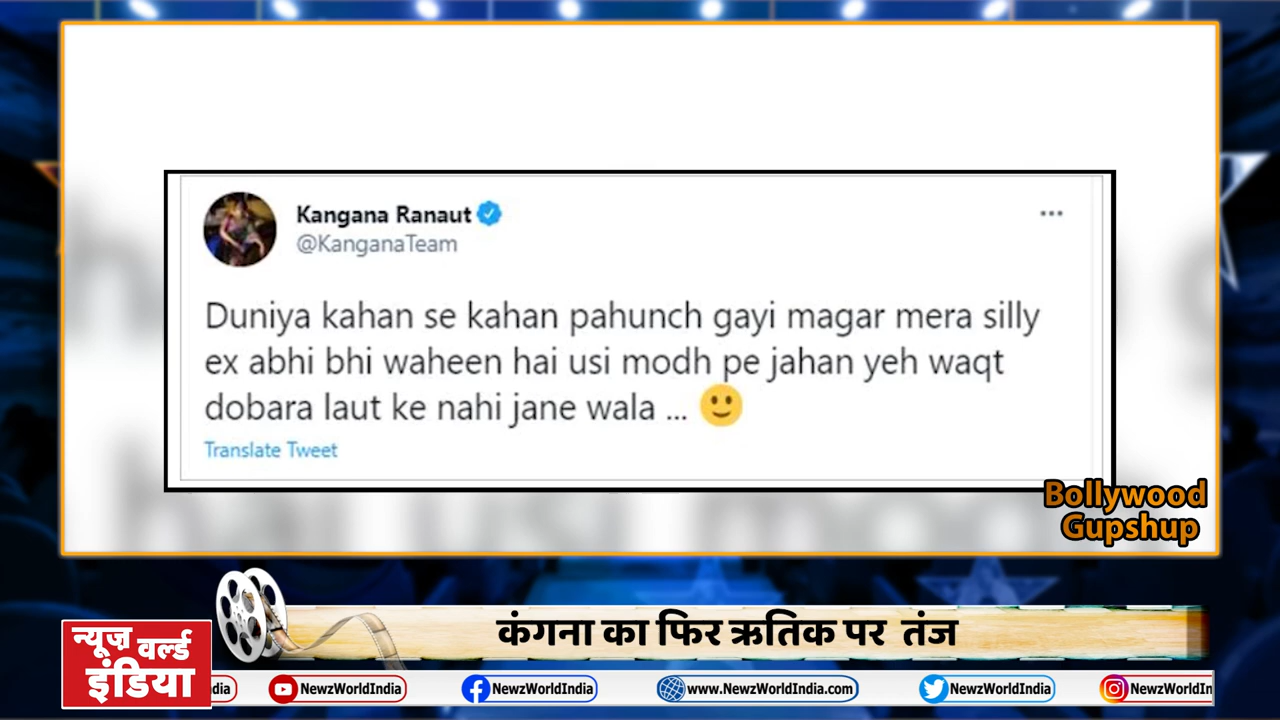 Kangana Ranaut
@KanganaTeam
Duniya kahan se kahan pahunch gayi magar mera silly
ex abhi bhi waheen hai usi modh pe jahan yeh waqt
dobara laut ke nahi jane wala ... 🙂
Translate Tweet
Bollywood
Gupshup
कंगना का फिर ऋतिक पर तंज
न्यूज़ वर्ल्ड
इंडिया
dia NewzWorldIndia NewzWorldIndia www.NewzWorldIndia.com NewzWorldIndia NewzWorldIn